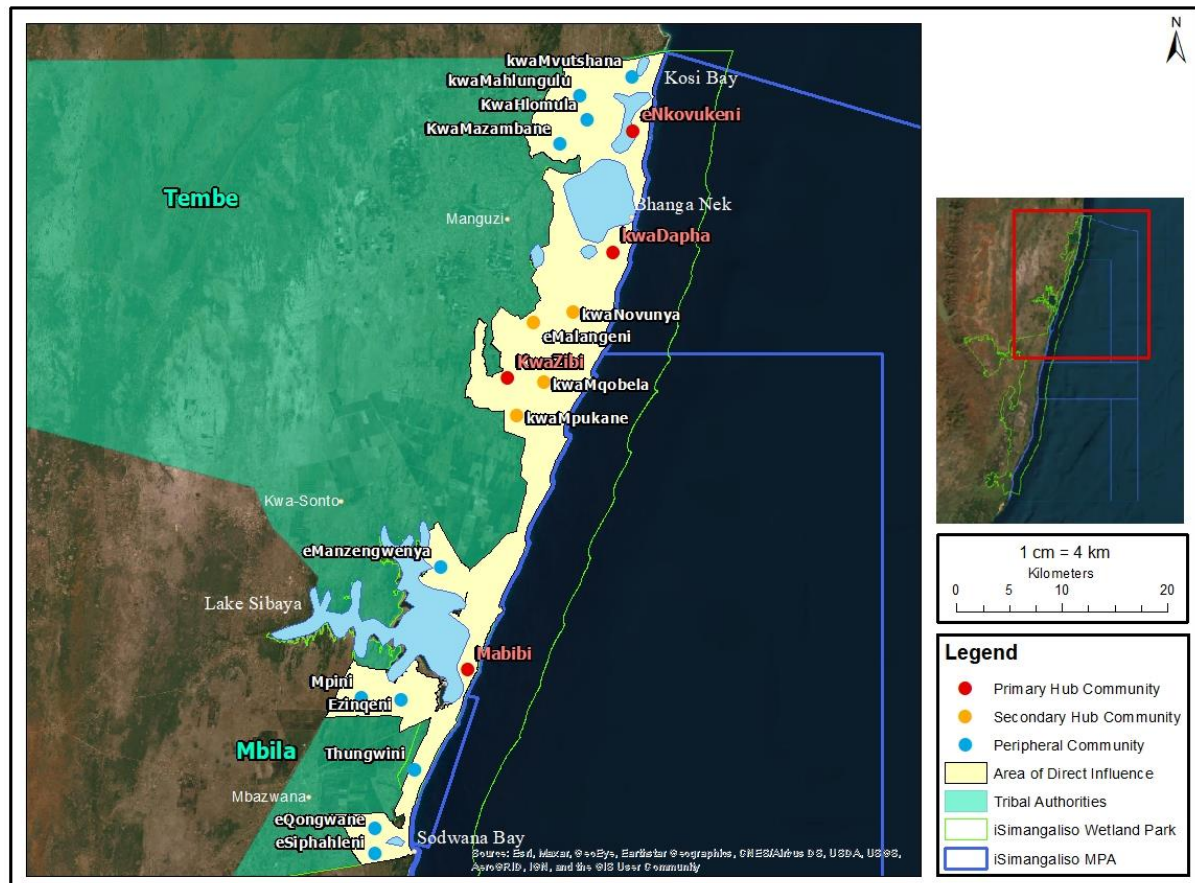 N
kwaMvutshana
Kosi Bay
kwaMahlungulu
KwaHlomula
eNkovukeni
KwaMazambane
Tembe
Manguzi
Bhanga Nek
kwaDapha
kwaNovunya
eMalangeni
KwaZibi
kwaMqobela
kwaMpukane
Kwa-Sonto
eManzengwenya
Lake Sibaya
Mabibi
Mpini
Ezinqeni
Mbila
Thungwini
Mbazwana
eQongwane
eSiphahleni
Sodwana Bay
Source: Esri, Maxar, GeoEye, Earthstar Geographics, CNES/Airbus DS, USDA, USGS,
AeroGRID, IGN, and the GIS User Community
1 cm = 4 km
Kilometers
0 5 10 20
Legend
Primary Hub Community
Secondary Hub Community
Peripheral Community
Area of Direct Influence
Tribal Authorities
iSimangaliso Wetland Park
iSimangaliso MPA